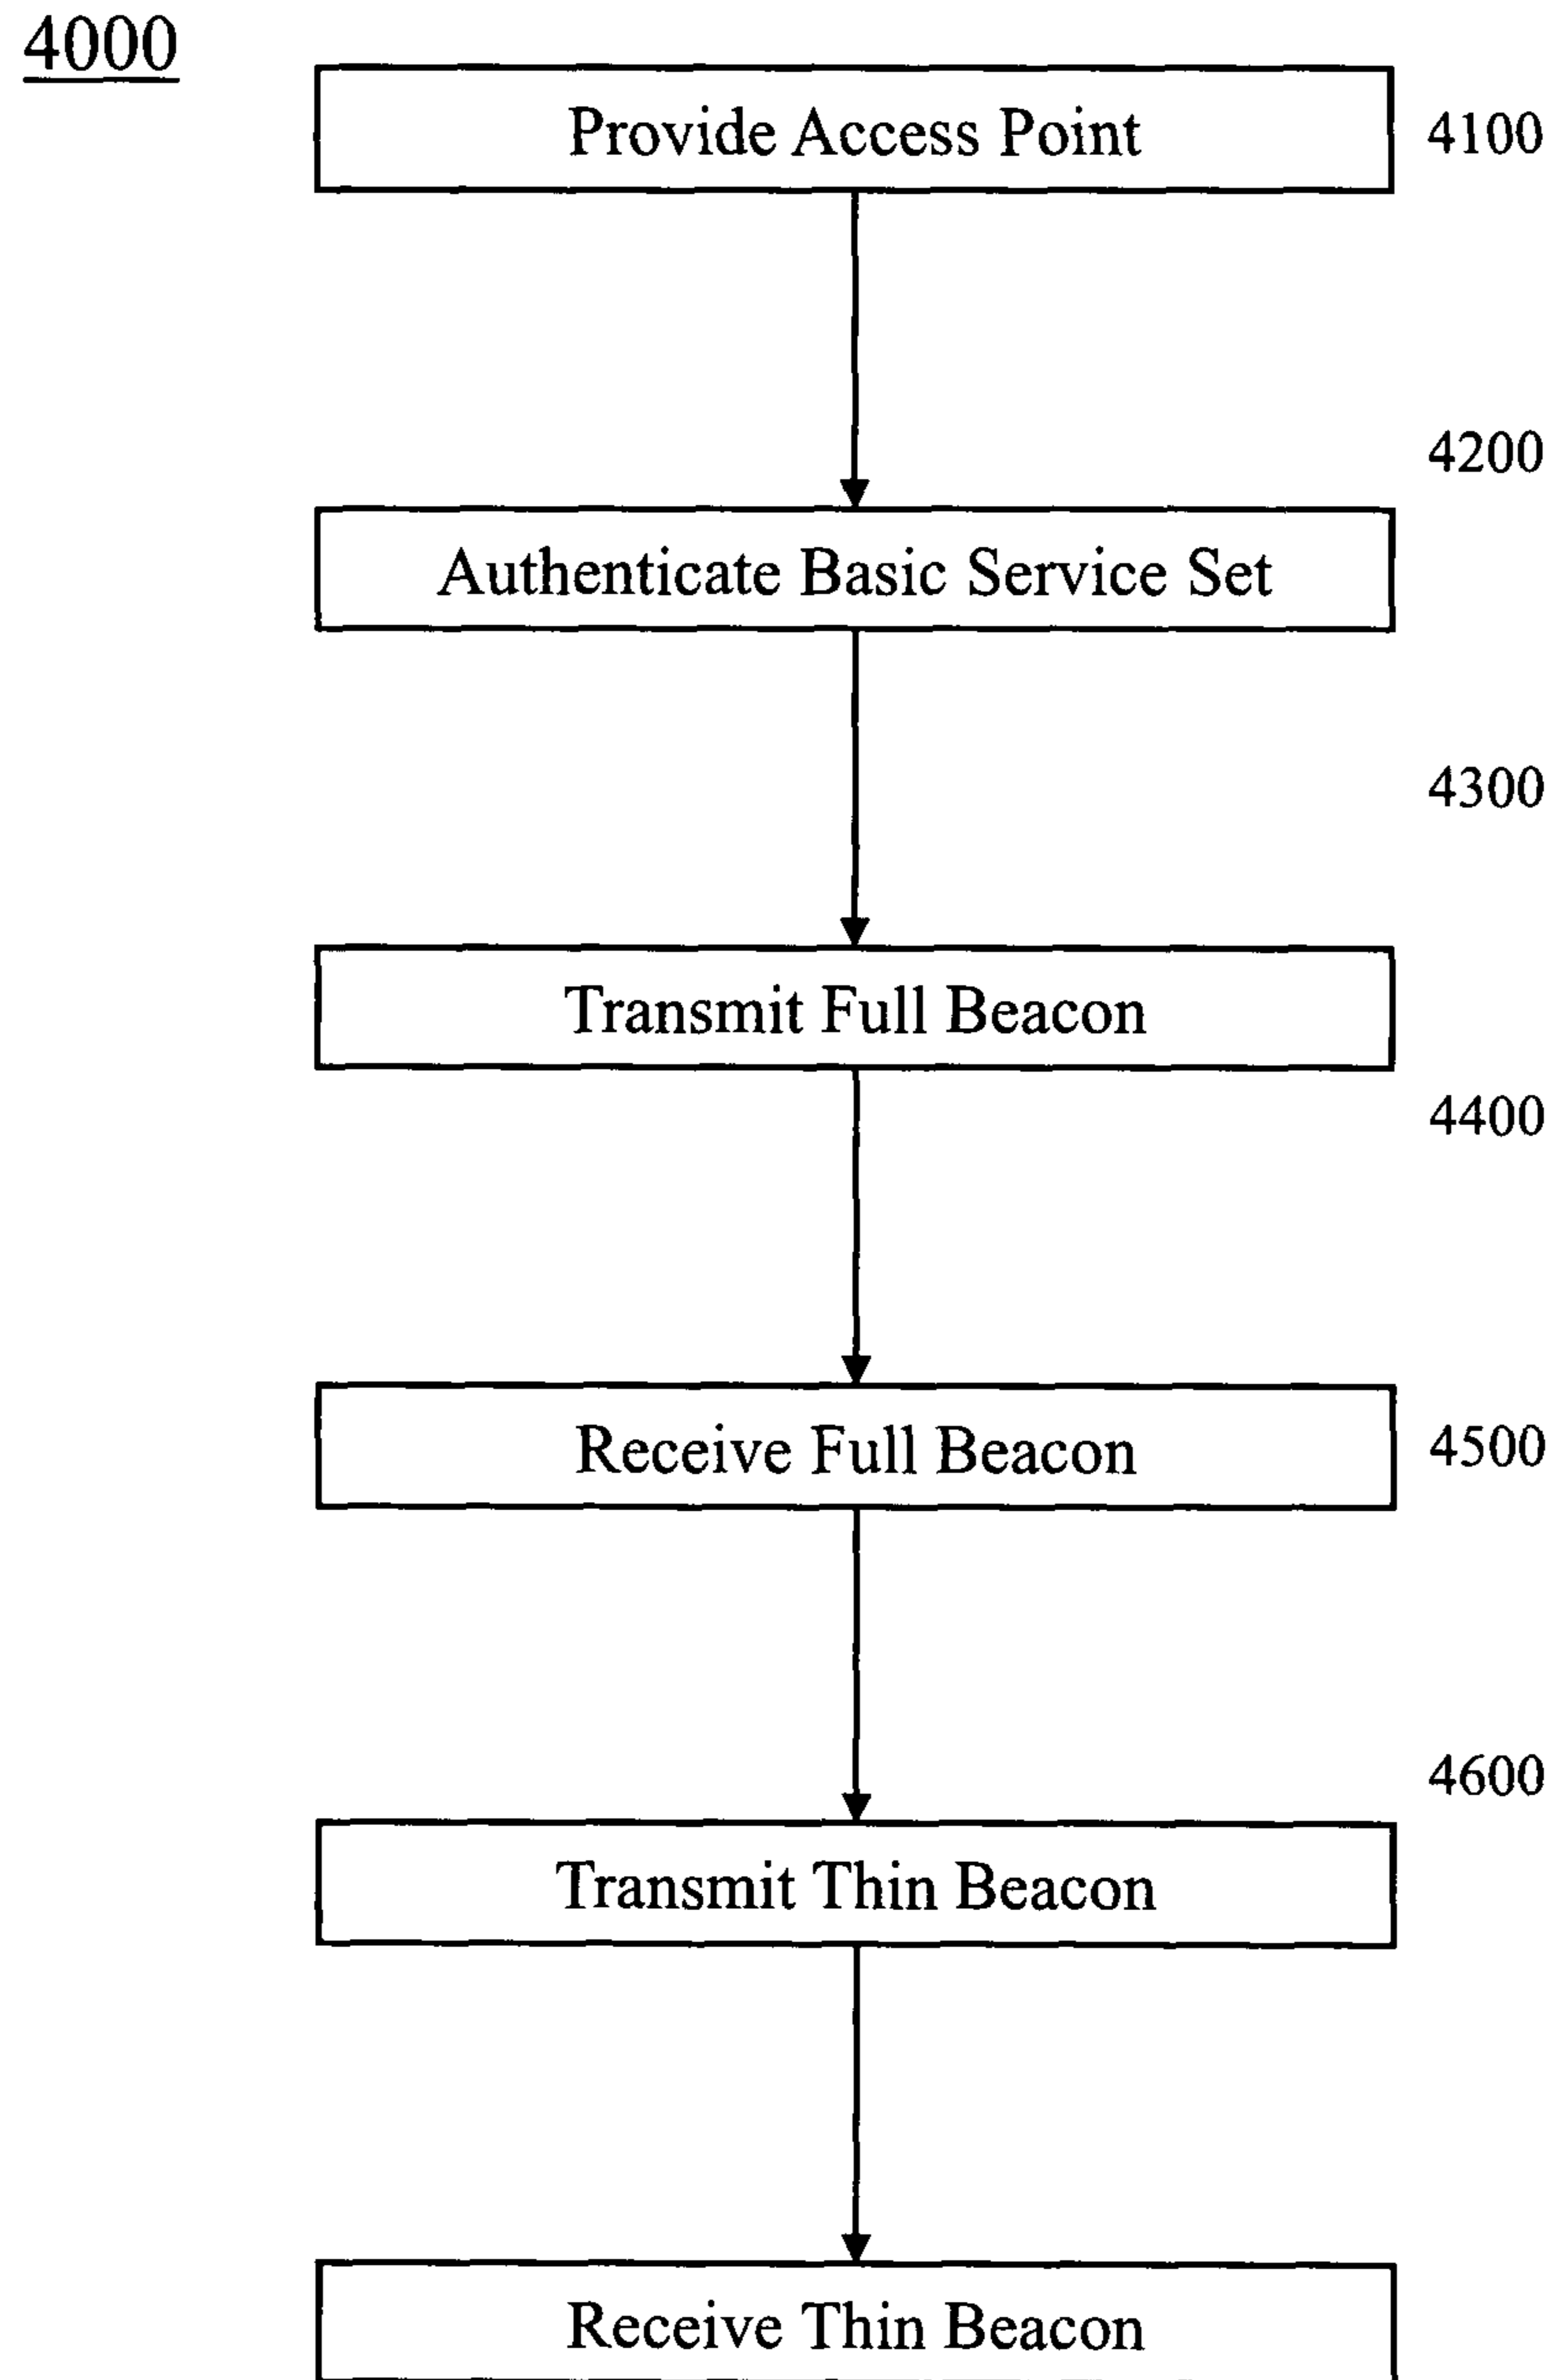 4000
Provide Access Point
4100
4200
Authenticate Basic Service Set
4300
Transmit Full Beacon
4400
Receive Full Beacon
4500
4600
Transmit Thin Beacon
Receive Thin Beacon